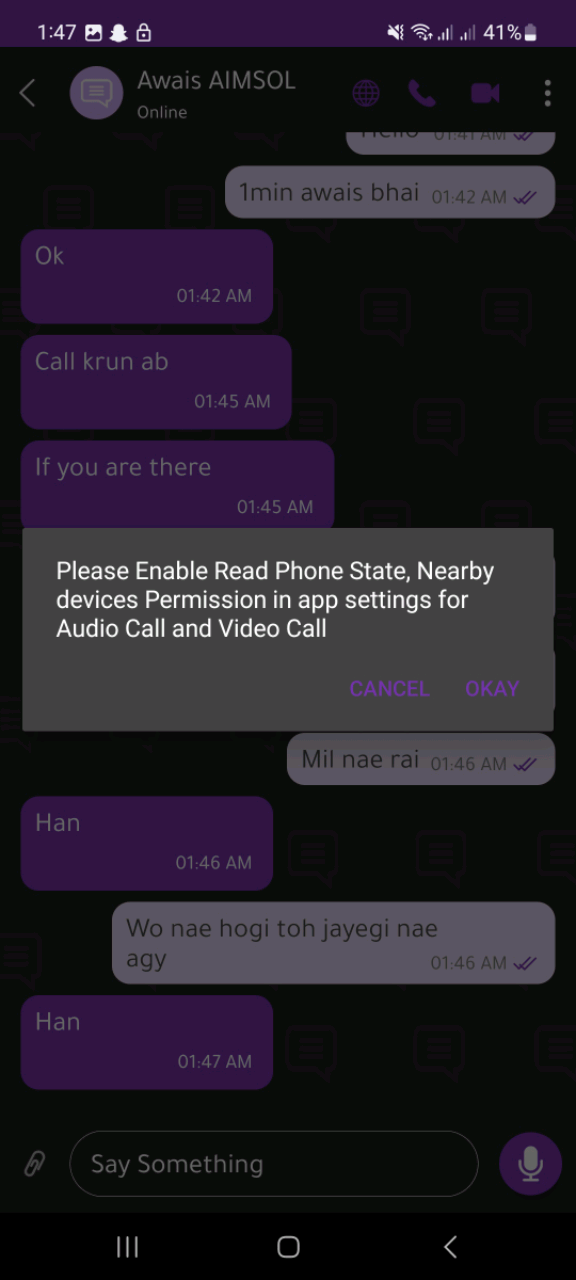 1:47
41%
Awais AIMSOL
Online
Hello 01:41 AM
1min awais bhai 01:42 AM
Ok
01:42 AM
Call krun ab
01:45 AM
If you are there
01:45 AM
Please Enable Read Phone State, Nearby
devices Permission in app settings for
Audio Call and Video Call
CANCEL OKAY
Mil nae rai 01:46 AM
Han
01:46 AM
Wo nae hogi toh jayegi nae
agy 01:46 AM
Han
01:47 AM
Say Something